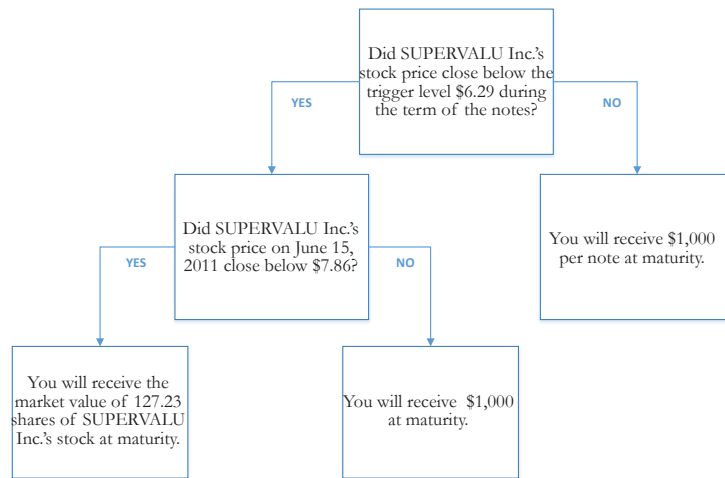 Did SUPERVALU Inc.'s
stock price close below the
trigger level $6.29 during
the term of the notes?
YES
NO
Did SUPERVALU Inc.'s
stock price on June 15,
2011 close below $7.86?
You will receive $1,000
per note at maturity.
YES
NO
You will receive the
market value of 127.23
shares of SUPERVALU
Inc.'s stock at maturity.
You will receive $1,000
at maturity.